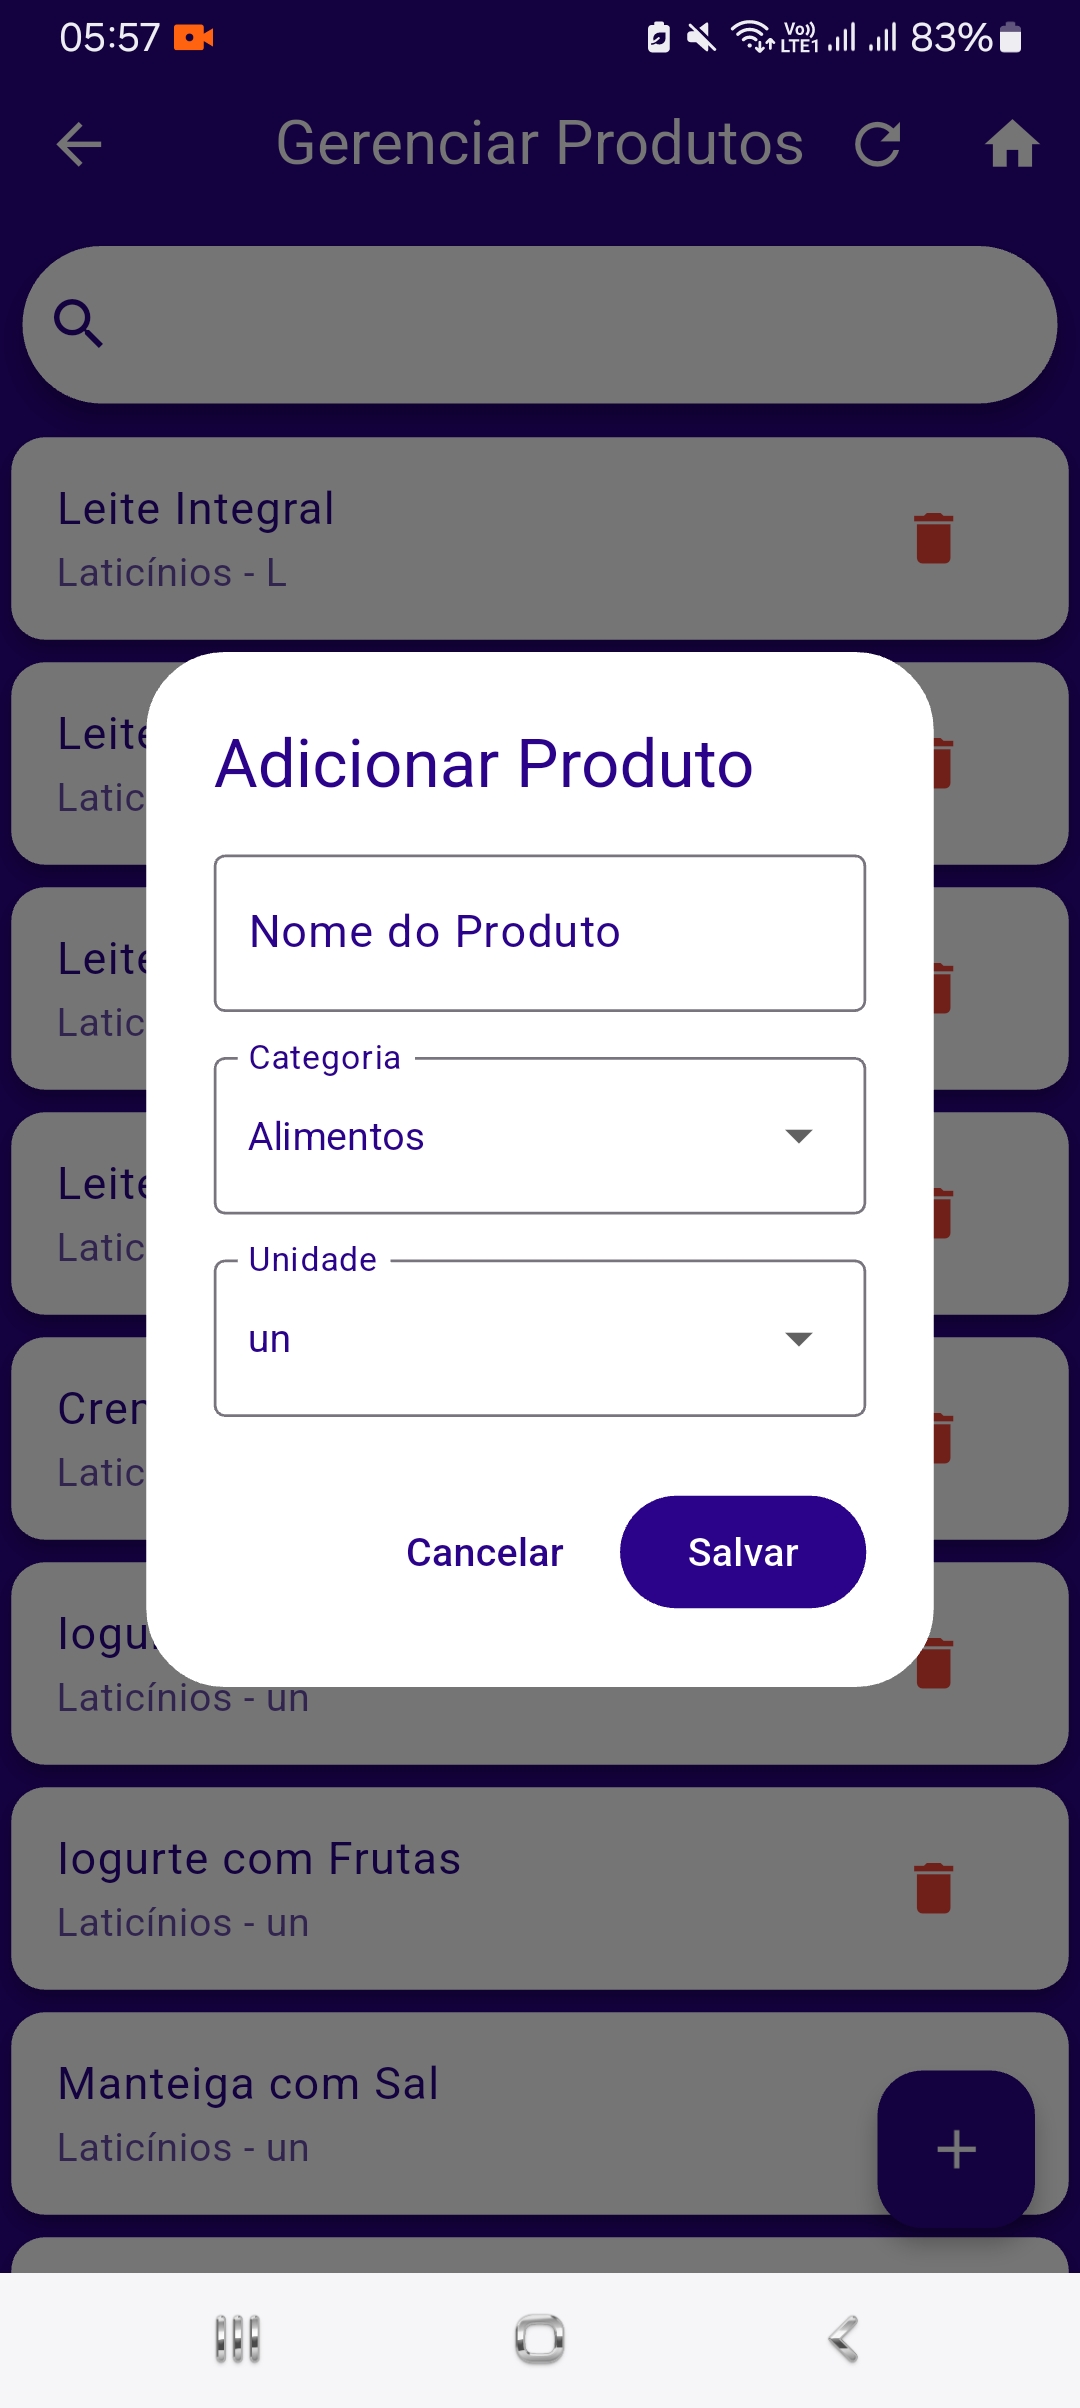 05:57 Vo)) LTE1 83%
Gerenciar Produtos
Leite Integral
Laticínios - L
Leite
Latic
Adicionar Produto
Nome do Produto
Leite
Latic
Categoria
Alimentos
Leite
Latic
Unidade
un
Crem
Latic
Cancelar
Salvar
Iogur
Laticínios - un
Iogurte com Frutas
Laticínios - un
Manteiga com Sal
Laticínios - un